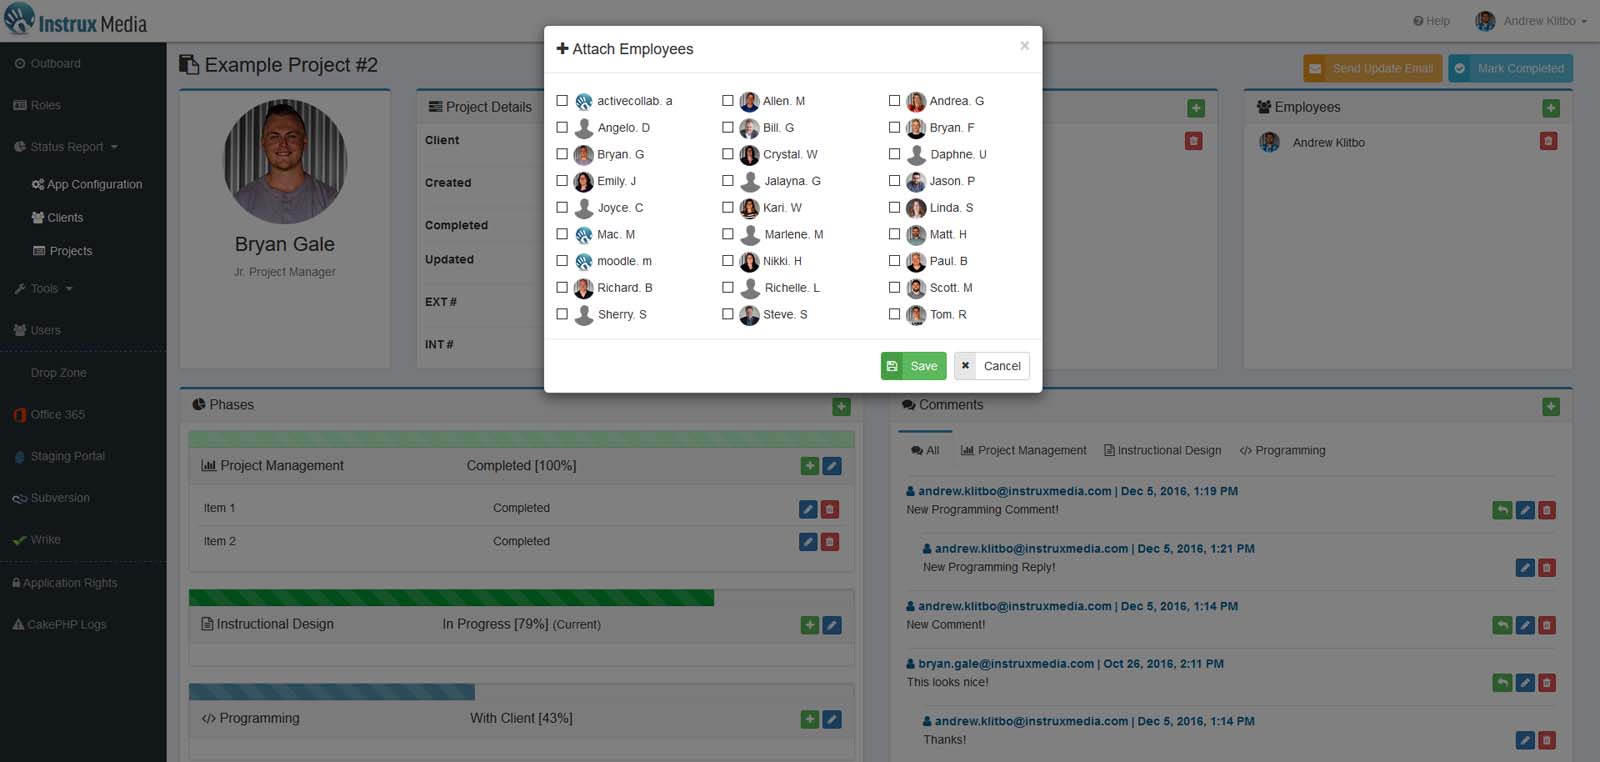 Instrux Media
Help
Andrew Klitbo
Outboard
Roles
Status Report
App Configuration
Clients
Projects
Tools
Users
Drop Zone
Office 365
Staging Portal
Subversion
Wrike
Application Rights
CakePHP Logs
Example Project #2
Send Update Email
Mark Completed
Bryan Gale
Jr. Project Manager
Project Details
Client
Created
Completed
Updated
EXT #
INT #
Employees
Andrew Klitbo
Attach Employees
activecollab. a Allen. M Andrea. G
Angelo. D Bill. G Bryan. F
Bryan. G Crystal. W Daphne. U
Emily. J Jalayna. G Jason. P
Joyce. C Kari. W Linda. S
Mac. M Marlene. M Matt. H
moodle. m Nikki. H Paul. B
Richard. B Richelle. L Scott. M
Sherry. S Steve. S Tom. R
Save Cancel
Phases
Project Management Completed [100%]
Item 1 Completed
Item 2 Completed
Instructional Design In Progress [79%] (Current)
Programming With Client [43%]
Comments
All Project Management Instructional Design Programming
andrew.klitbo@instruxmedia.com | Dec 5, 2016, 1:19 PM
New Programming Comment!
andrew.klitbo@instruxmedia.com | Dec 5, 2016, 1:21 PM
New Programming Reply!
andrew.klitbo@instruxmedia.com | Dec 5, 2016, 1:14 PM
New Comment!
bryan.gale@instruxmedia.com | Oct 26, 2016, 2:11 PM
This looks nice!
andrew.klitbo@instruxmedia.com | Dec 5, 2016, 1:14 PM
Thanks!